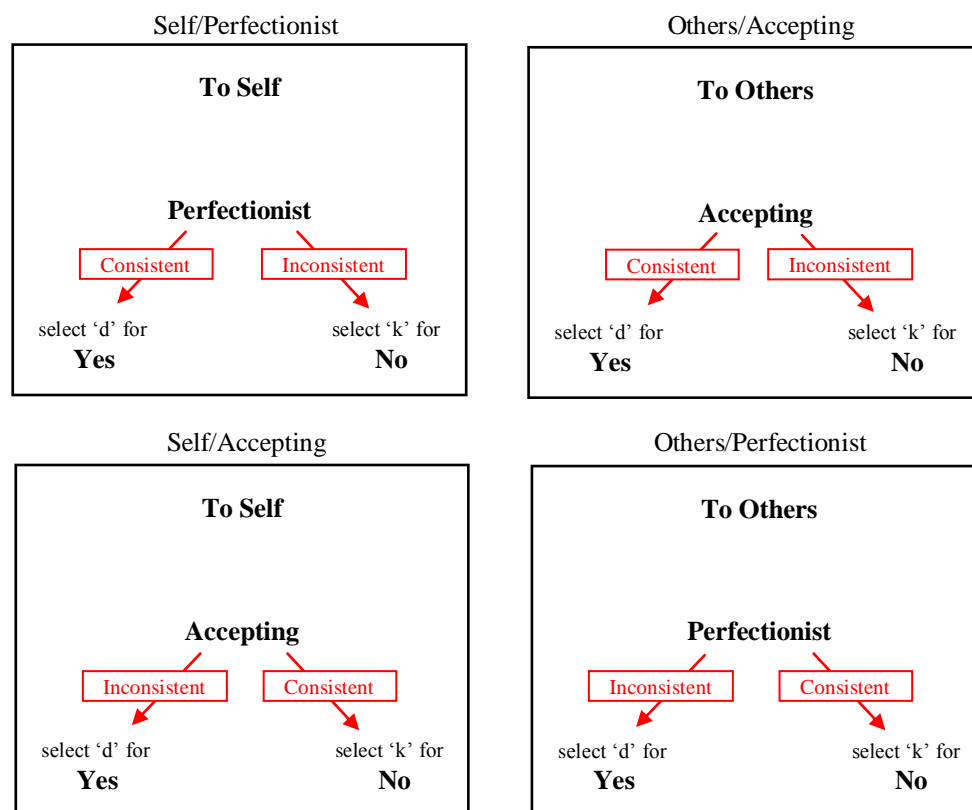 Self/Perfectionist
To Self
Perfectionist
Consistent
Inconsistent
select ‘d’ for
Yes
select ‘k’ for
No
Others/Accepting
To Others
Accepting
Consistent
Inconsistent
select ‘d’ for
Yes
select ‘k’ for
No
Self/Accepting
To Self
Accepting
Inconsistent
Consistent
select ‘d’ for
Yes
select ‘k’ for
No
Others/Perfectionist
To Others
Perfectionist
Inconsistent
Consistent
select ‘d’ for
Yes
select ‘k’ for
No